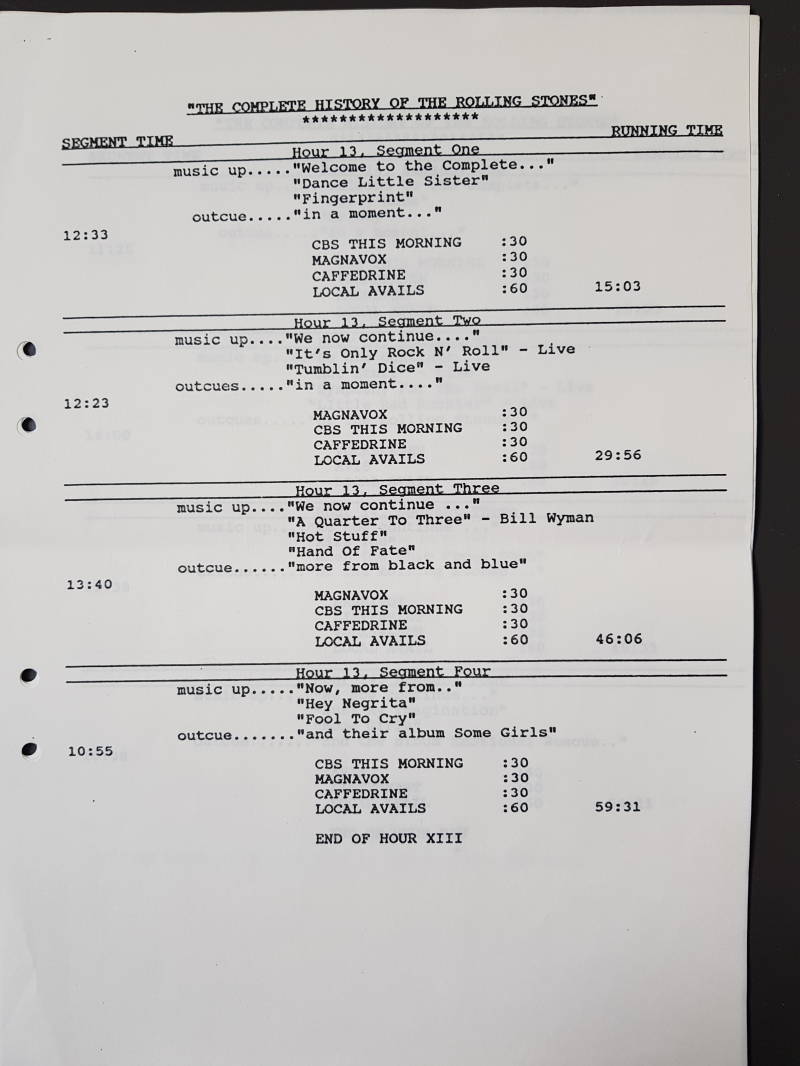 "THE COMPLETE HISTORY OF THE ROLLING STONES"
*******************
SEGMENT TIME RUNNING TIME
Hour 13, Segment One
music up....."Welcome to the Complete..."
"Dance Little Sister"
"Fingerprint"
outcue....."in a moment..."
12:33
CBS THIS MORNING :30
MAGNAVOX :30
CAFFEDRINE :30
LOCAL AVAILS :60 15:03
Hour 13, Segment Two
music up...."We now continue...."
"It's Only Rock N' Roll" - Live
"Tumblin' Dice" - Live
outcues....."in a moment...."
12:23
MAGNAVOX :30
CBS THIS MORNING :30
CAFFEDRINE :30
LOCAL AVAILS :60 29:56
Hour 13, Segment Three
music up...."We now continue ..."
"A Quarter To Three" - Bill Wyman
"Hot Stuff"
"Hand Of Fate"
outcue......"more from black and blue"
13:40
MAGNAVOX :30
CBS THIS MORNING :30
CAFFEDRINE :30
LOCAL AVAILS :60 46:06
Hour 13, Segment Four
music up....."Now, more from.."
"Hey Negrita"
"Fool To Cry"
outcue......."and their album Some Girls"
10:55
CBS THIS MORNING :30
MAGNAVOX :30
CAFFEDRINE :30
LOCAL AVAILS :60 59:31
END OF HOUR XIII